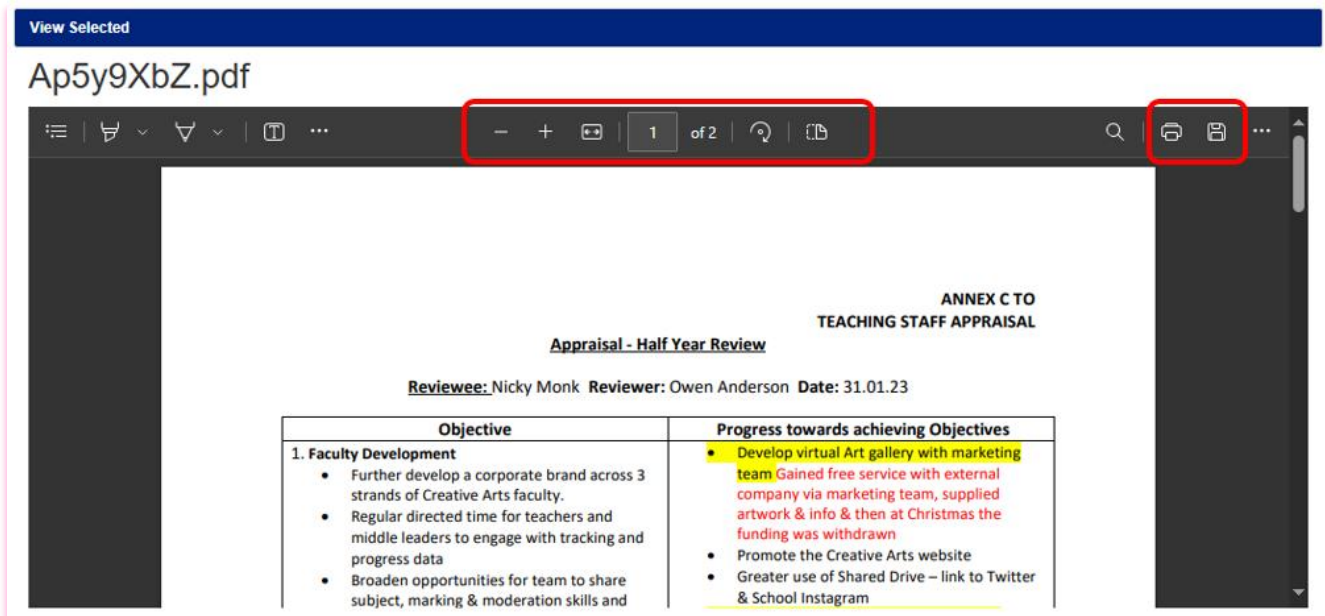 View Selected
Ap5y9XbZ.pdf
1 of 2
ANNEX C TO
TEACHING STAFF APPRAISAL
Appraisal - Half Year Review
Reviewee: Nicky Monk Reviewer: Owen Anderson Date: 31.01.23
Objective
1. Faculty Development
• Further develop a corporate brand across 3
strands of Creative Arts faculty.
• Regular directed time for teachers and
middle leaders to engage with tracking and
progress data
• Broaden opportunities for team to share
subject, marking & moderation skills and
Progress towards achieving Objectives
• Develop virtual Art gallery with marketing
team Gained free service with external
company via marketing team, supplied
artwork & info & then at Christmas the
funding was withdrawn
• Promote the Creative Arts website
• Greater use of Shared Drive – link to Twitter
& School Instagram